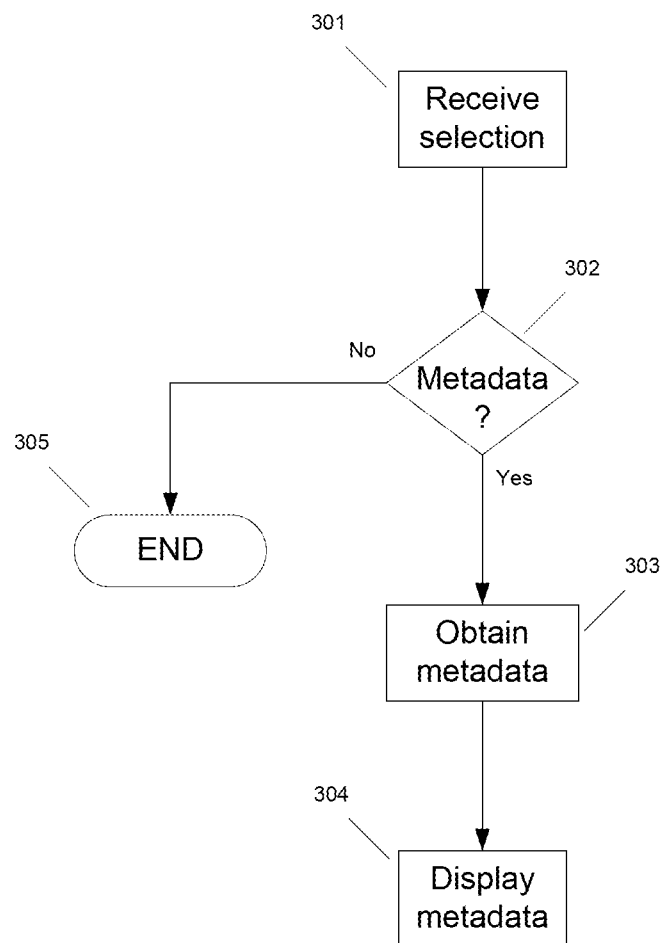 301
Receive
selection
302
No
Metadata
?
305
Yes
END
303
Obtain
metadata
304
Display
metadata